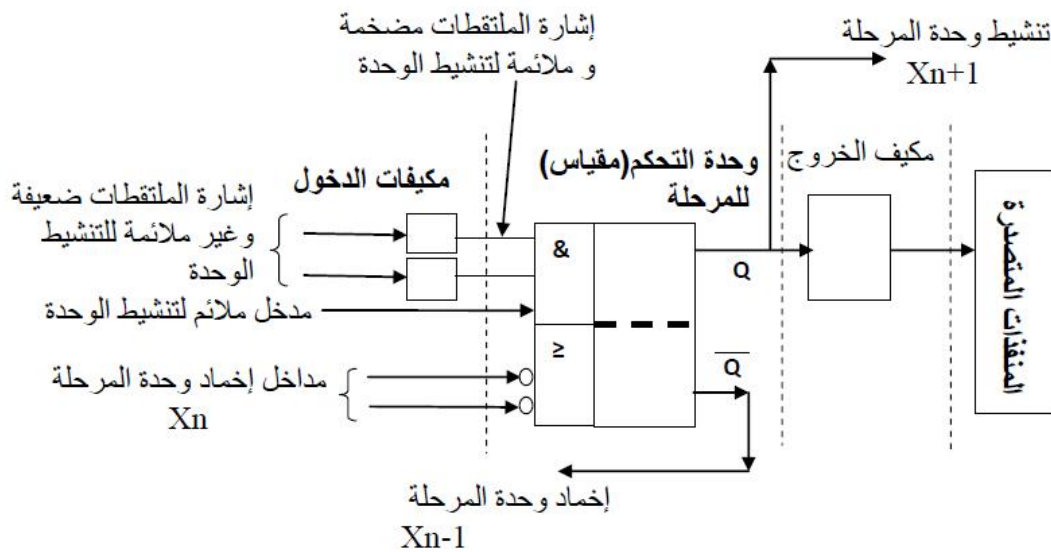 إشارة الملتقطات مضخمة
و ملائمة لتنشيط الوحدة
تنشيط وحدة المرحلة
Xn+1
مكيف الخروج
وحدة التحكم(مقياس)
للمرحلة
مكيفات الدخول
إشارة الملتقطات ضعيفة
وغير ملائمة للتنشيط
الوحدة
مدخل ملائم لتنشيط الوحدة
مداخل إخماد وحدة المرحلة
Xn
&
≥
Q
Q̅
المنفذات المتصدرة
إخماد وحدة المرحلة
Xn-1